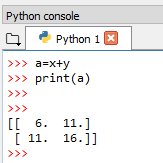 Python console
Python 1
>>> a=x+y
>>> print(a)
>>>
>>>
[[  6.  11.]
 [ 11.  16.]]
>>>